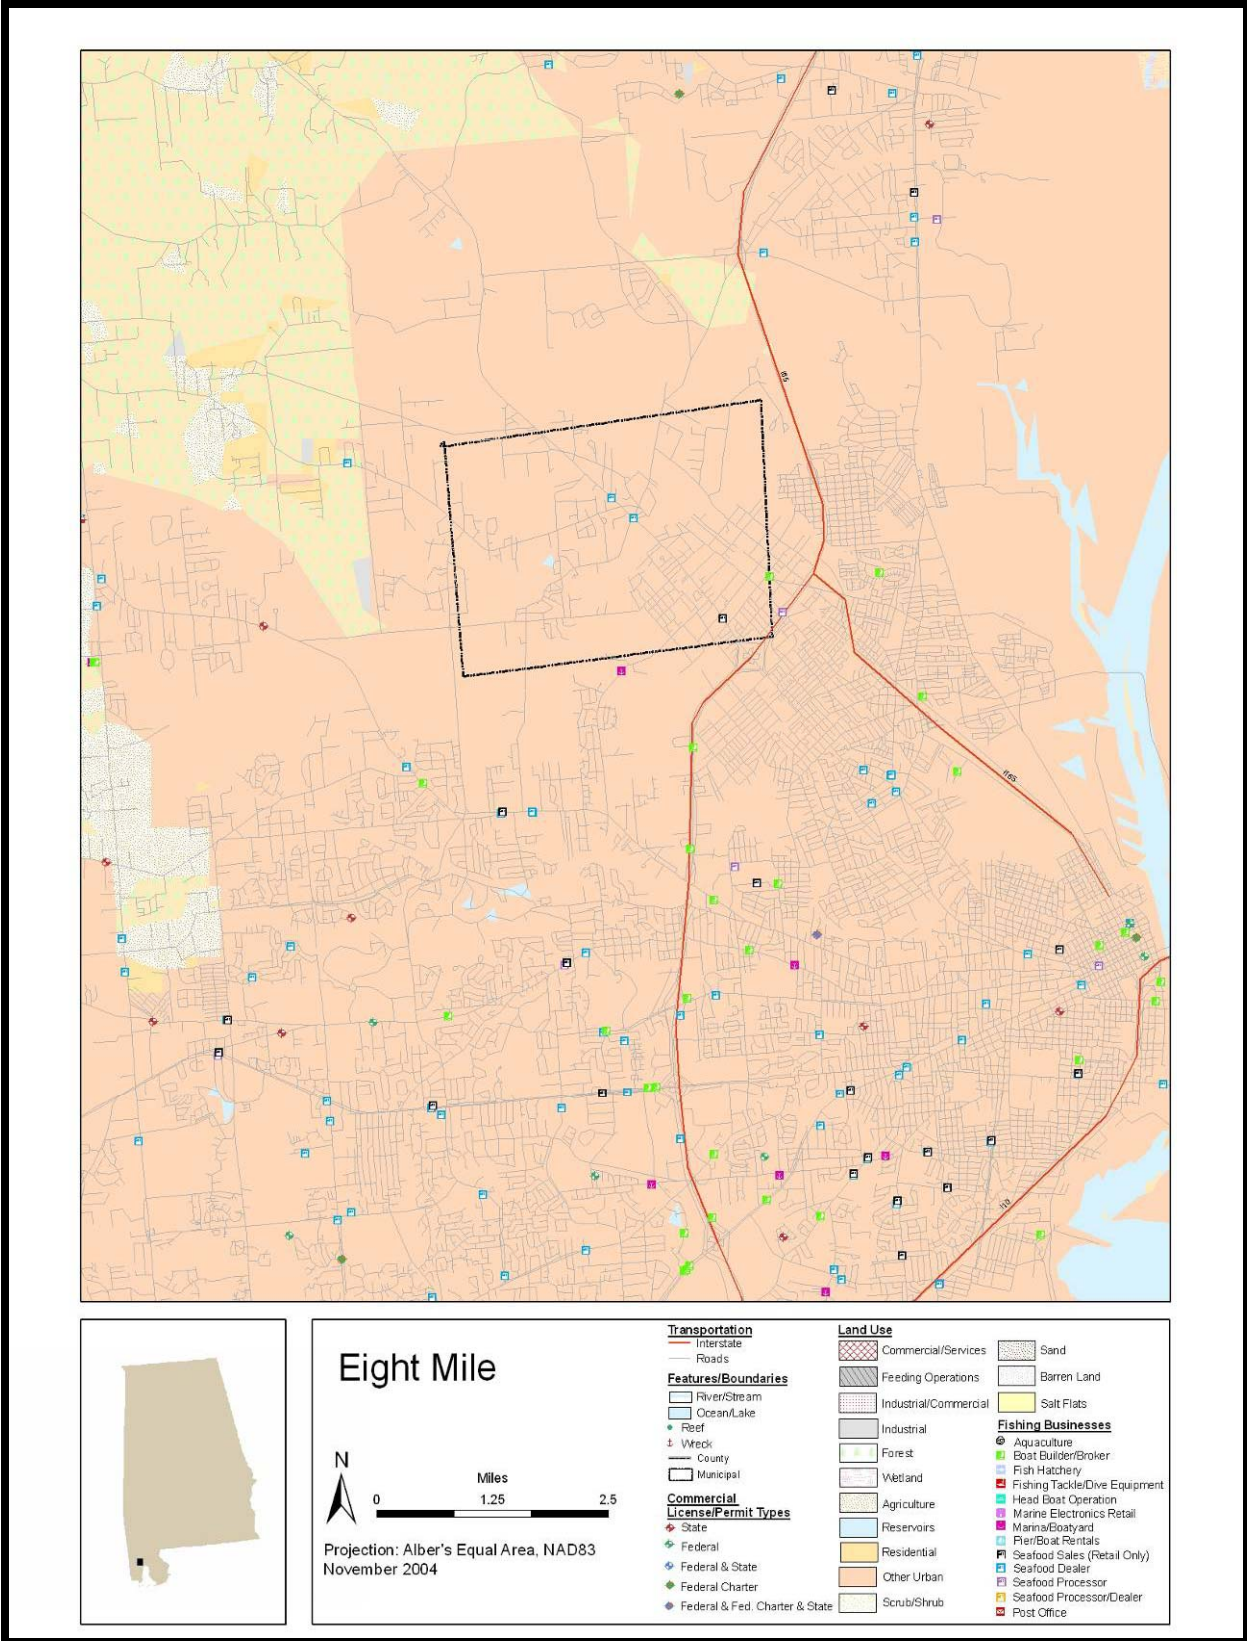 I65
I165
I10
Eight Mile
N
Miles
0 1.25 2.5
Projection: Alber's Equal Area, NAD83
November 2004
Transportation
Interstate
Roads
Features/Boundaries
River/Stream
Ocean/Lake
Reef
Wreck
County
Municipal
Commercial
License/Permit Types
State
Federal
Federal & State
Federal Charter
Federal & Fed. Charter & State
Land Use
Commercial/Services
Feeding Operations
Industrial/Commercial
Industrial
Forest
Wetland
Agriculture
Reservoirs
Residential
Other Urban
Scrub/Shrub
Sand
Barren Land
Salt Flats
Fishing Businesses
Aquaculture
Boat Builder/Broker
Fish Hatchery
Fishing Tackle/Dive Equipment
Head Boat Operation
Marine Electronics Retail
Marina/Boatyard
Pier/Boat Rentals
Seafood Sales (Retail Only)
Seafood Dealer
Seafood Processor
Seafood Processor/Dealer
Post Office